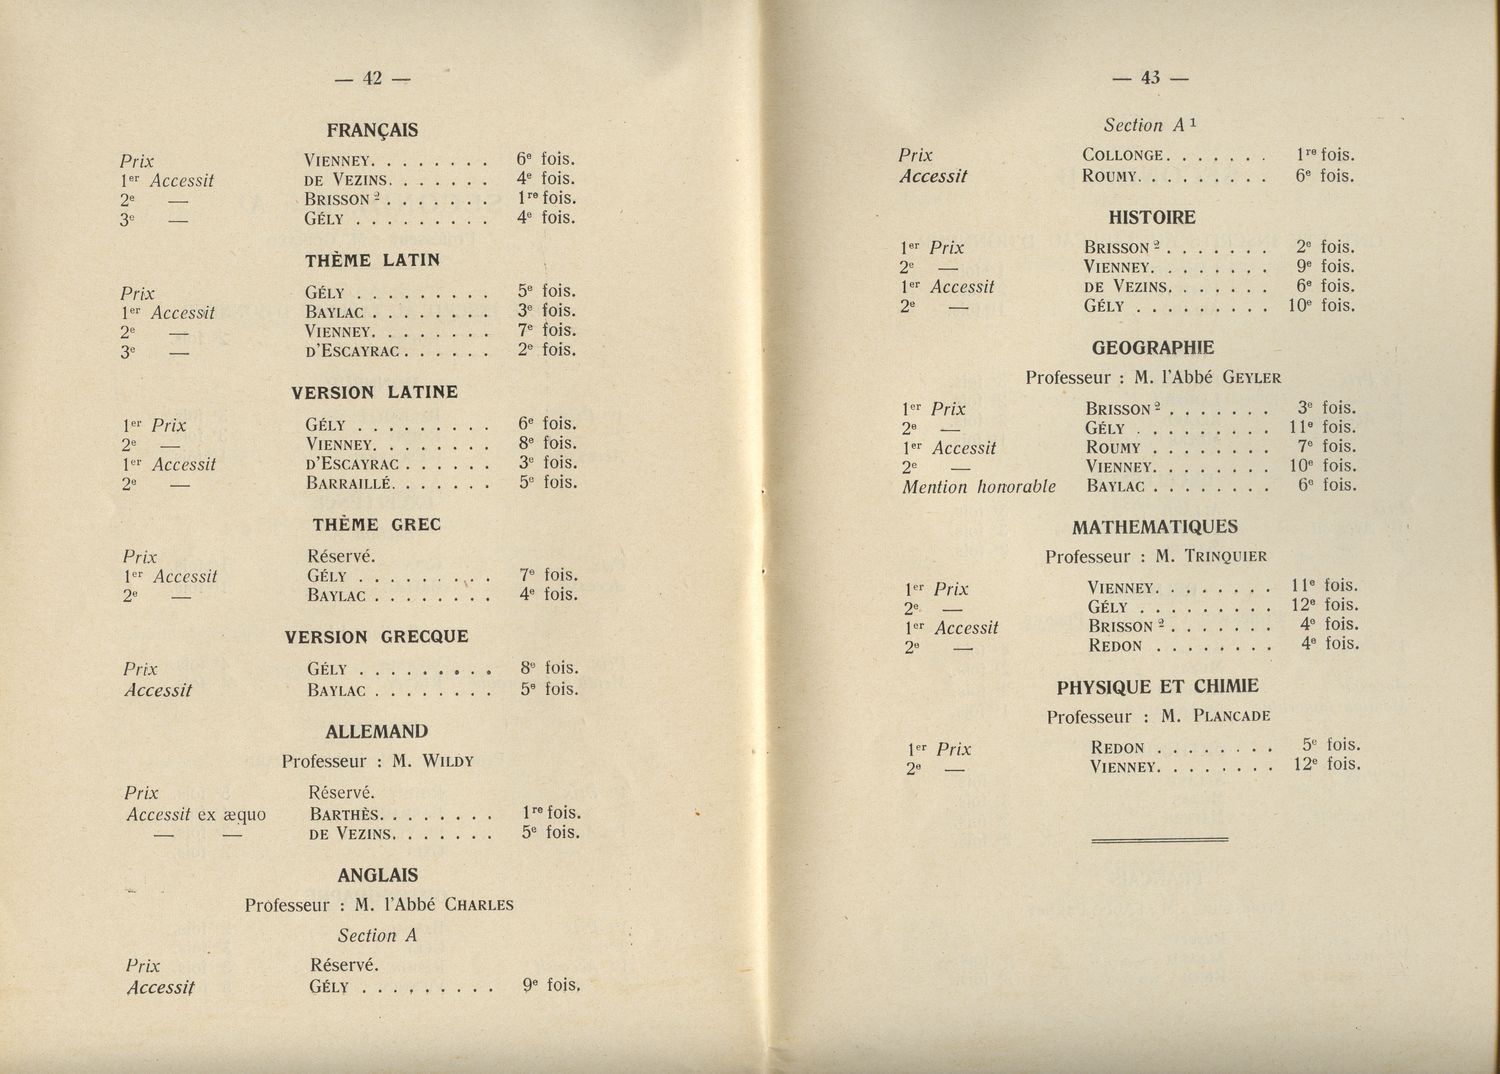 — 42 —
FRANÇAIS
Prix VIENNEY. . . . . . . . 6e fois.
1er Accessit DE VEZINS. . . . . . . 4e fois.
2e — BRISSON 2 . . . . . . . 1re fois.
3e — GÉLY . . . . . . . . . 4e fois.
THÈME LATIN
Prix GÉLY . . . . . . . . . 5e fois.
1er Accessit BAYLAC . . . . . . . . 3e fois.
2e — VIENNEY. . . . . . . . 7e fois.
3e — D'ESCAYRAC . . . . . . 2e fois.
VERSION LATINE
1er Prix GÉLY . . . . . . . . . 6e fois.
2e — VIENNEY. . . . . . . . 8e fois.
1er Accessit D'ESCAYRAC . . . . . . 3e fois.
2e — BARRAILLÉ. . . . . . . 5e fois.
THÈME GREC
Prix Réservé.
1er Accessit GÉLY . . . . . . . . . 7e fois.
2e — BAYLAC . . . . . . . . 4e fois.
VERSION GRECQUE
Prix GÉLY . . . . . . . . . 8e fois.
Accessit BAYLAC . . . . . . . . 5e fois.
ALLEMAND
Professeur : M. WILDY
Prix Réservé.
Accessit ex æquo BARTHÈS. . . . . . . . 1re fois.
— — DE VEZINS. . . . . . . 5e fois.
ANGLAIS
Professeur : M. l'Abbé CHARLES
Section A
Prix Réservé.
Accessit GÉLY . . . . . . . . . 9e fois.
— 43 —
Section A 1
Prix COLLONGE. . . . . . . 1re fois.
Accessit ROUMY. . . . . . . . . 6e fois.
HISTOIRE
1er Prix BRISSON 2 . . . . . . . 2e fois.
2e — VIENNEY. . . . . . . . 9e fois.
1er Accessit DE VEZINS. . . . . . . 6e fois.
2e — GÉLY . . . . . . . . . 10e fois.
GEOGRAPHIE
Professeur : M. l'Abbé GEYLER
1er Prix BRISSON 2 . . . . . . . 3e fois.
2e — GÉLY . . . . . . . . . 11e fois.
1er Accessit ROUMY . . . . . . . . 7e fois.
2e — VIENNEY. . . . . . . . 10e fois.
Mention honorable BAYLAC . . . . . . . . 6e fois.
MATHEMATIQUES
Professeur : M. TRINQUIER
1er Prix VIENNEY. . . . . . . . 11e fois.
2e — GÉLY . . . . . . . . . 12e fois.
1er Accessit BRISSON 2 . . . . . . . 4e fois.
2e — REDON . . . . . . . . 4e fois.
PHYSIQUE ET CHIMIE
Professeur : M. PLANCADE
1er Prix REDON . . . . . . . . 5e fois.
2e — VIENNEY. . . . . . . . 12e fois.